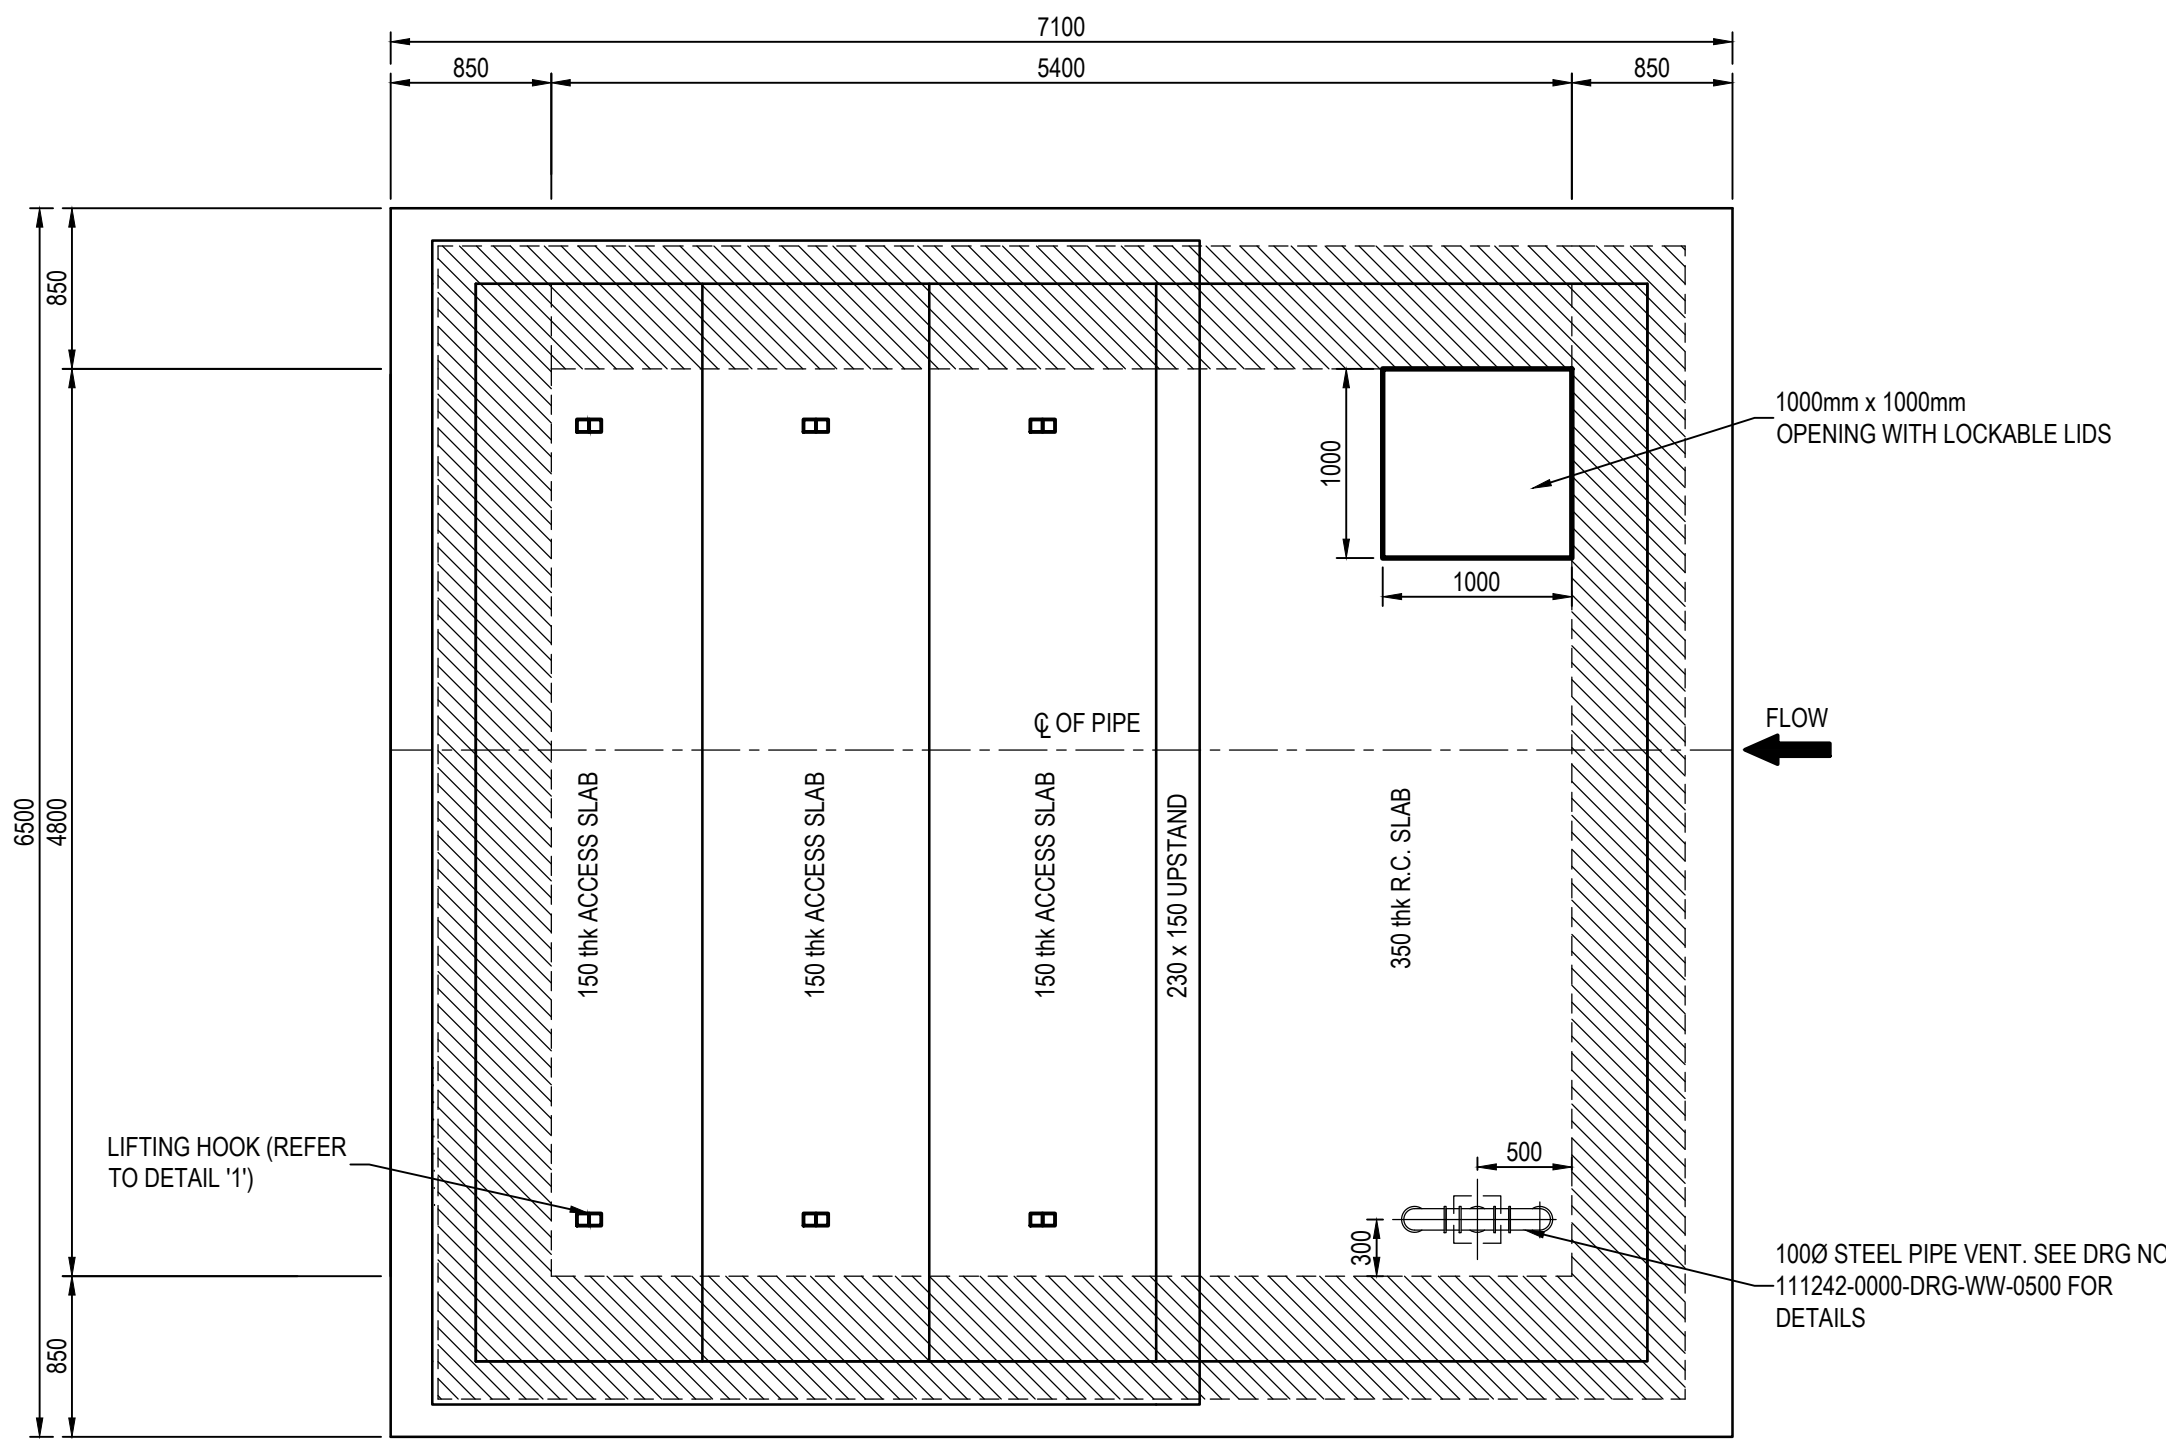 7100
850
5400
850
850
1000mm x 1000mm
OPENING WITH LOCKABLE LIDS
1000
1000
℄ OF PIPE
FLOW
6500
4800
150 thk ACCESS SLAB
150 thk ACCESS SLAB
150 thk ACCESS SLAB
230 x 150 UPSTAND
350 thk R.C. SLAB
LIFTING HOOK (REFER
TO DETAIL '1')
500
300
100Ø STEEL PIPE VENT. SEE DRG NO
111242-0000-DRG-WW-0500 FOR
DETAILS
850